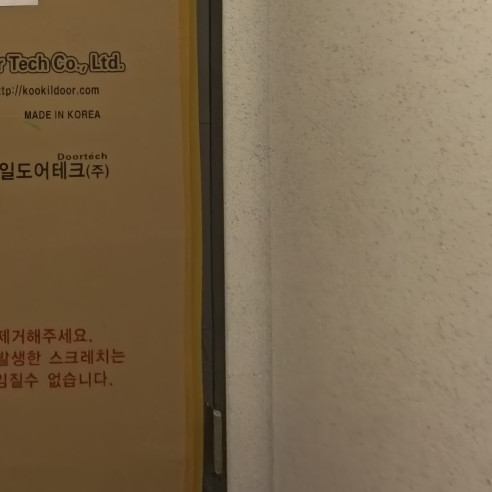 Tech Co., Ltd.
http://kookildoor.com
MADE IN KOREA
Doortech
일도어테크(주)
제거해주세요.
발생한 스크레치는
임질수 없습니다.